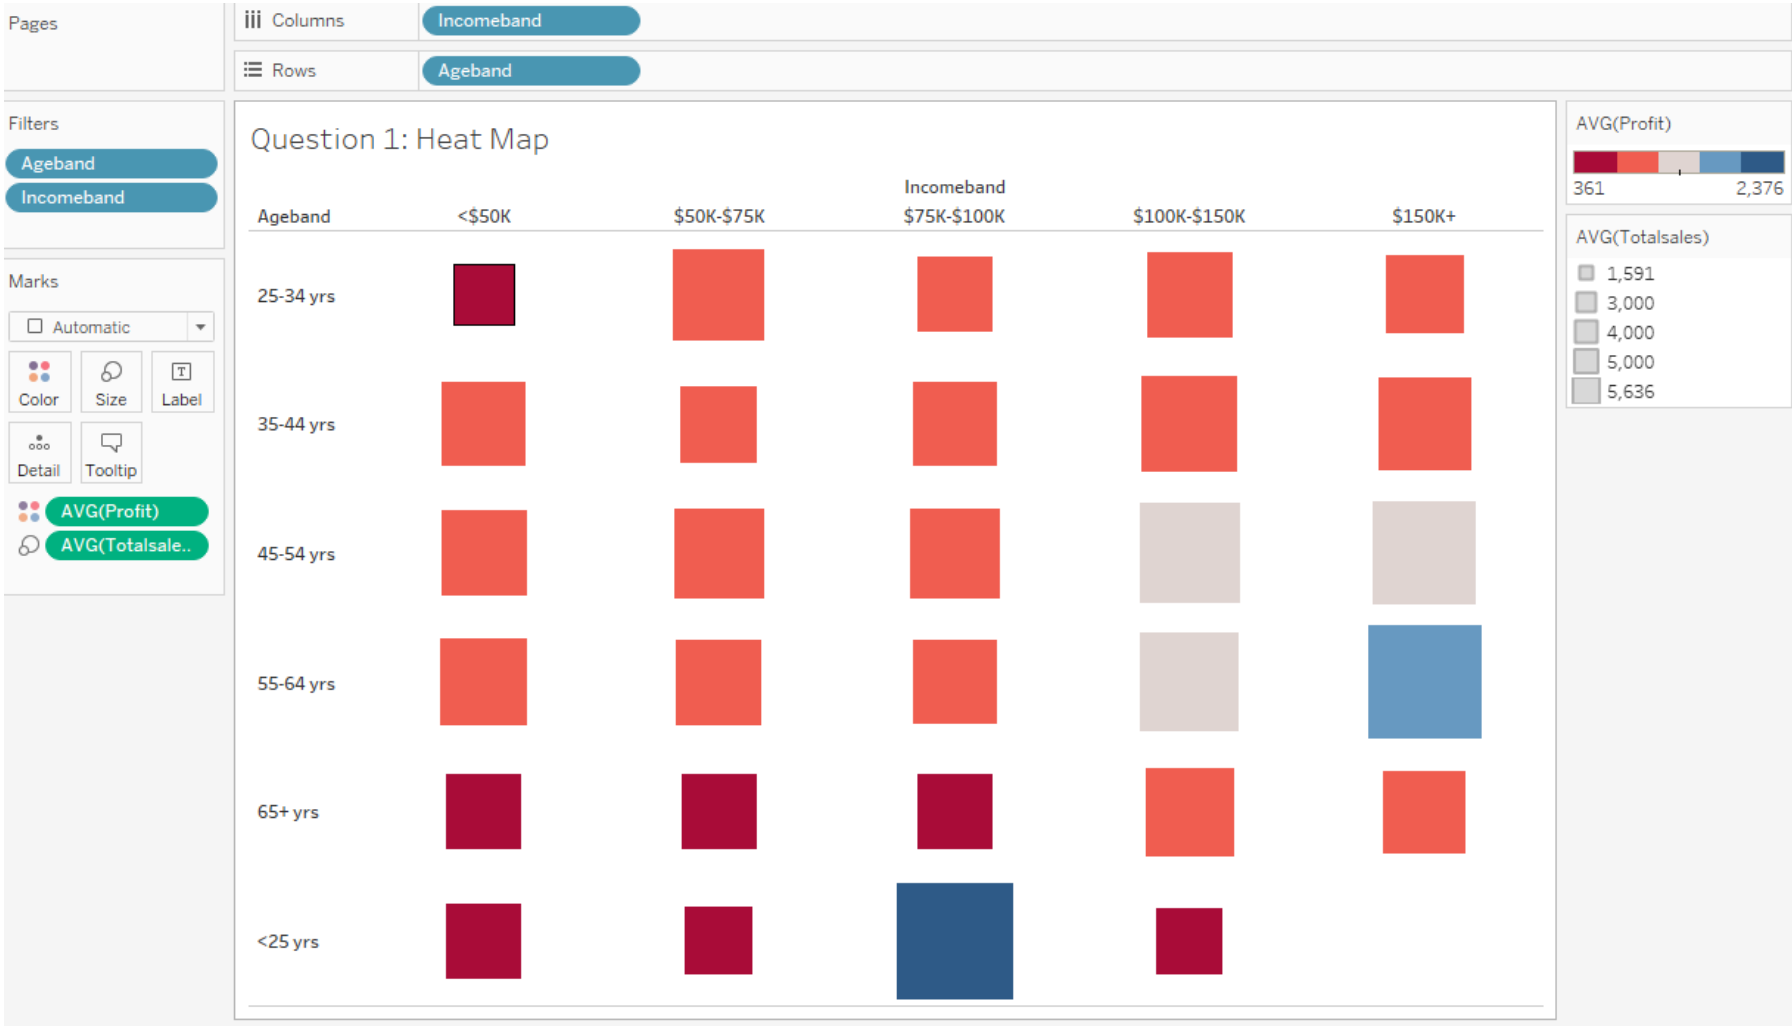 Pages
Columns
Incomeband
Rows
Ageband
Filters
Ageband
Incomeband
Marks
Automatic
Color
Size
Label
Detail
Tooltip
AVG(Profit)
AVG(Totalsale..
Question 1: Heat Map
Incomeband
Ageband <$50K $50K-$75K $75K-$100K $100K-$150K $150K+
25-34 yrs
35-44 yrs
45-54 yrs
55-64 yrs
65+ yrs
<25 yrs
AVG(Profit)
361 2,376
AVG(Totalsales)
1,591
3,000
4,000
5,000
5,636